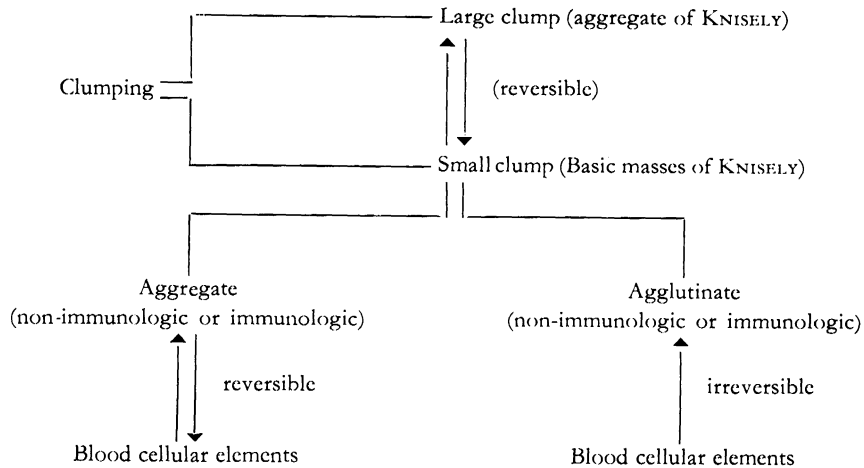 Large clump (aggregate of KNISELY)
Clumping
(reversible)
Small clump (Basic masses of KNISELY)
Aggregate
(non-immunologic or immunologic)
Agglutinate
(non-immunologic or immunologic)
reversible
irreversible
Blood cellular elements
Blood cellular elements